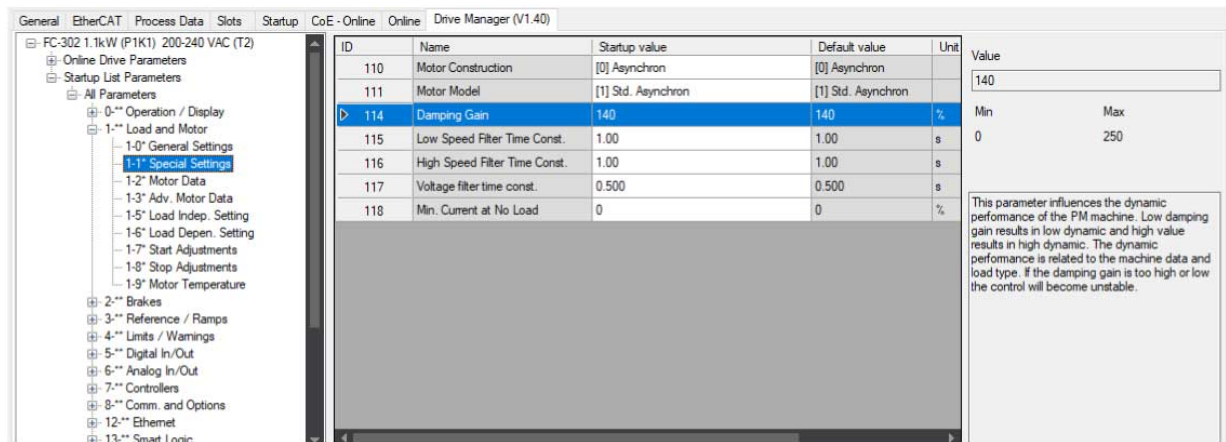 General EtherCAT Process Data Slots Startup CoE - Online Online Drive Manager (V1.40)
FC-302 1.1kW (P1K1) 200-240 VAC (T2)
Online Drive Parameters
Startup List Parameters
All Parameters
0-** Operation / Display
1-** Load and Motor
1-0* General Settings
1-1* Special Settings
1-2* Motor Data
1-3* Adv. Motor Data
1-5* Load Indep. Setting
1-6* Load Depen. Setting
1-7* Start Adjustments
1-8* Stop Adjustments
1-9* Motor Temperature
2-** Brakes
3-** Reference / Ramps
4-** Limits / Warnings
5-** Digital In/Out
6-** Analog In/Out
7-** Controllers
8-** Comm. and Options
12-** Ethernet
13-** Smart Logic
ID Name Startup value Default value Unit
110 Motor Construction [0] Asynchron [0] Asynchron
111 Motor Model [1] Std. Asynchron [1] Std. Asynchron
114 Damping Gain 140 140 %
115 Low Speed Filter Time Const. 1.00 1.00 s
116 High Speed Filter Time Const. 1.00 1.00 s
117 Voltage filter time const. 0.500 0.500 s
118 Min. Current at No Load 0 0 %
Value
140
Min Max
0 250
This parameter influences the dynamic
performance of the PM machine. Low damping
gain results in low dynamic and high value
results in high dynamic. The dynamic
performance is related to the machine data and
load type. If the damping gain is too high or low
the control will become unstable.